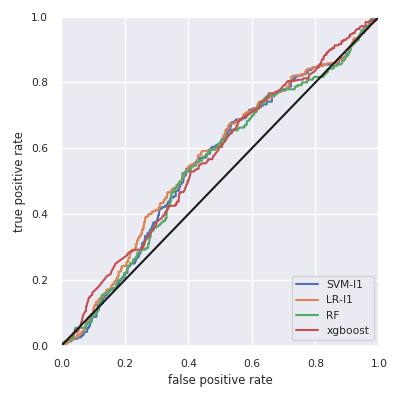 1.0
0.8
0.6
0.4
0.2
0.0
true positive rate
0.0 0.2 0.4 0.6 0.8 1.0
false positive rate
SVM-l1
LR-l1
RF
xgboost